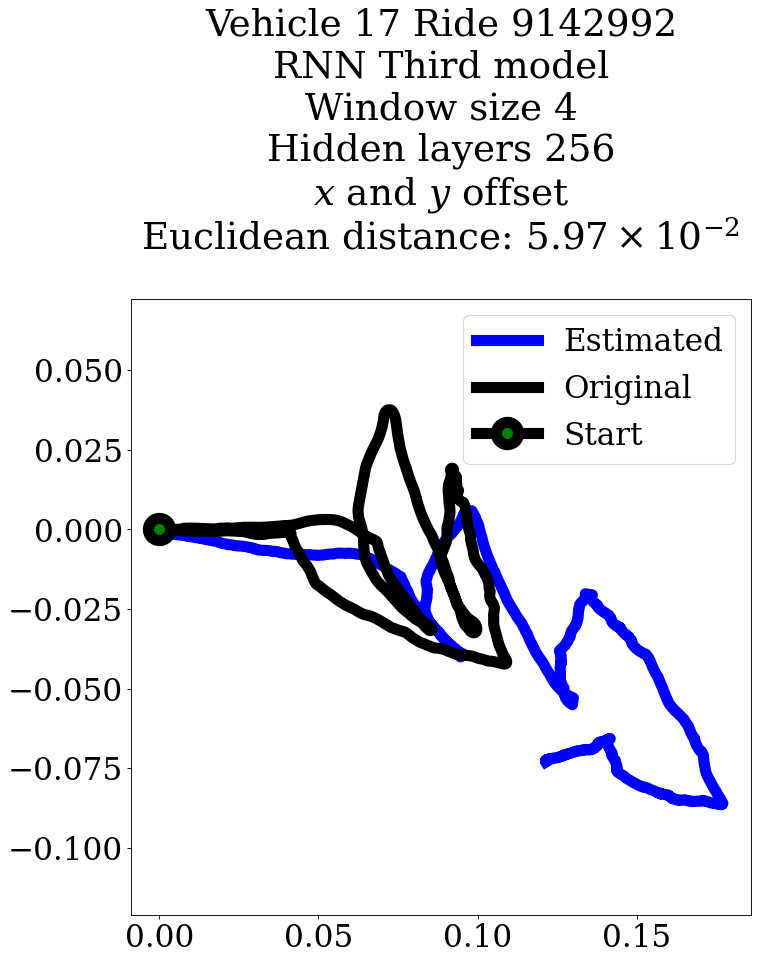 Vehicle 17 Ride 9142992
RNN Third model
Window size 4
Hidden layers 256
x and y offset
Euclidean distance: 5.97 × 10⁻²
Estimated
Original
Start
0.050
0.025
0.000
−0.025
−0.050
−0.075
−0.100
0.00 0.05 0.10 0.15